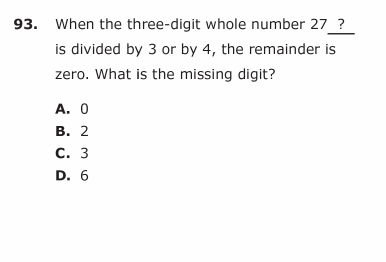 93. When the three-digit whole number 27 ?
is divided by 3 or by 4, the remainder is
zero. What is the missing digit?
A. 0
B. 2
C. 3
D. 6